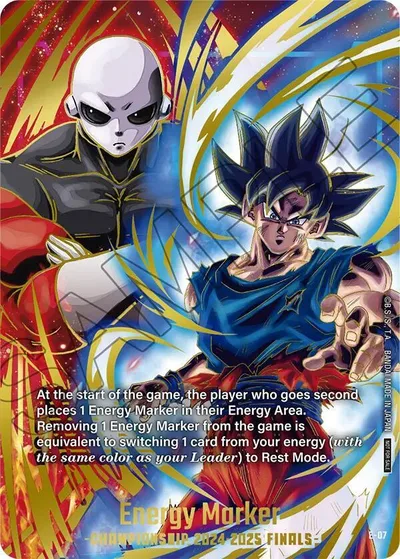 At the start of the game, the player who goes second
places 1 Energy Marker in their Energy Area.
Removing 1 Energy Marker from the game is
equivalent to switching 1 card from your energy (with
the same color as your Leader) to Rest Mode.
Energy Marker
-CHAMPIONSHIP 2024 2025 FINALS-
E-07
©B.S./S.,T.A. BANDAI MADE IN JAPAN
NOT FOR SALE
SAMPLE